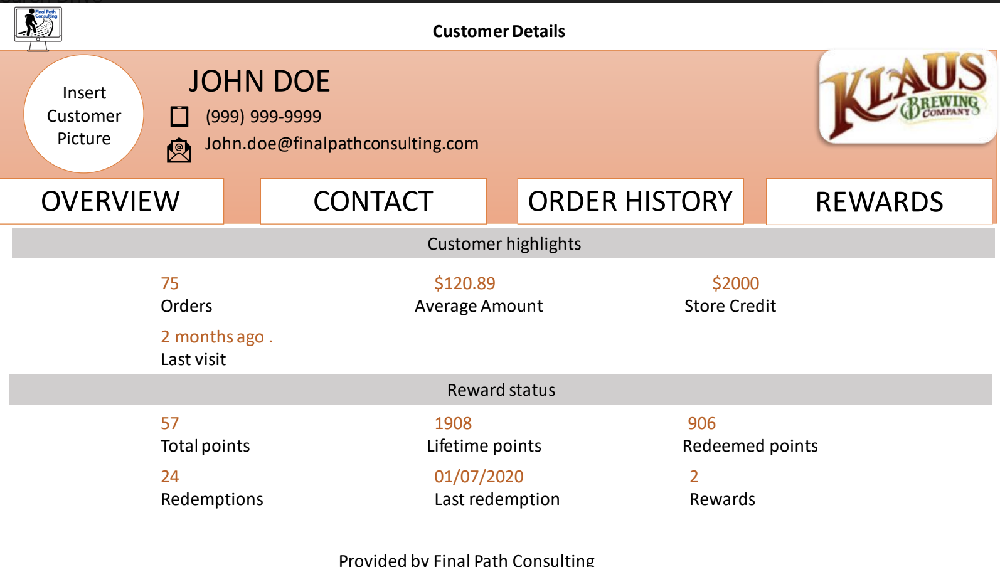 Final Path
Consulting
Customer Details
Insert
Customer
Picture
JOHN DOE
(999) 999-9999
John.doe@finalpathconsulting.com
KLAUS
BREWING
COMPANY
OVERVIEW
CONTACT
ORDER HISTORY
REWARDS
Customer highlights
75
Orders
$120.89
Average Amount
$2000
Store Credit
2 months ago .
Last visit
Reward status
57
Total points
1908
Lifetime points
906
Redeemed points
24
Redemptions
01/07/2020
Last redemption
2
Rewards
Provided by Final Path Consulting